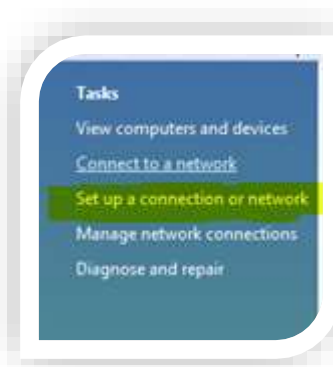 Tasks
View computers and devices
Connect to a network
Set up a connection or network
Manage network connections
Diagnose and repair